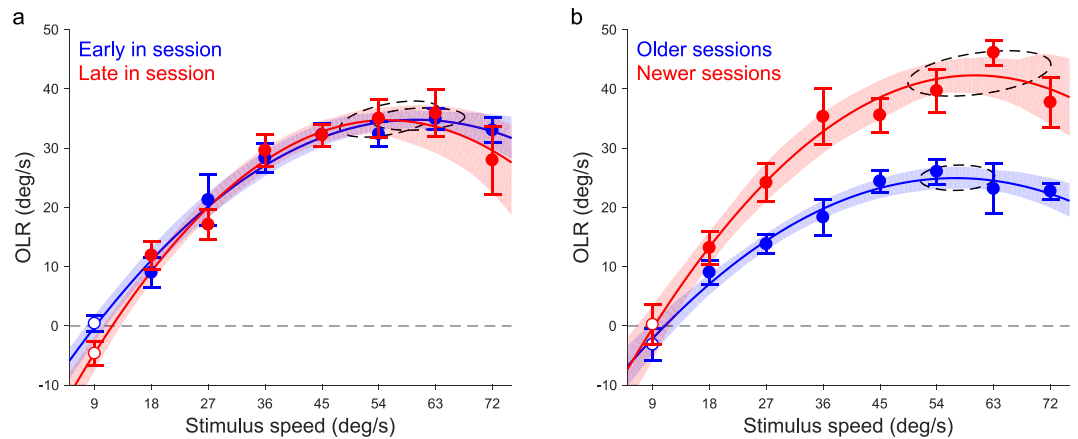 a
Early in session
Late in session
OLR (deg/s)
50
40
30
20
10
0
-10
9 18 27 36 45 54 63 72
Stimulus speed (deg/s)
b
Older sessions
Newer sessions
OLR (deg/s)
50
40
30
20
10
0
-10
9 18 27 36 45 54 63 72
Stimulus speed (deg/s)